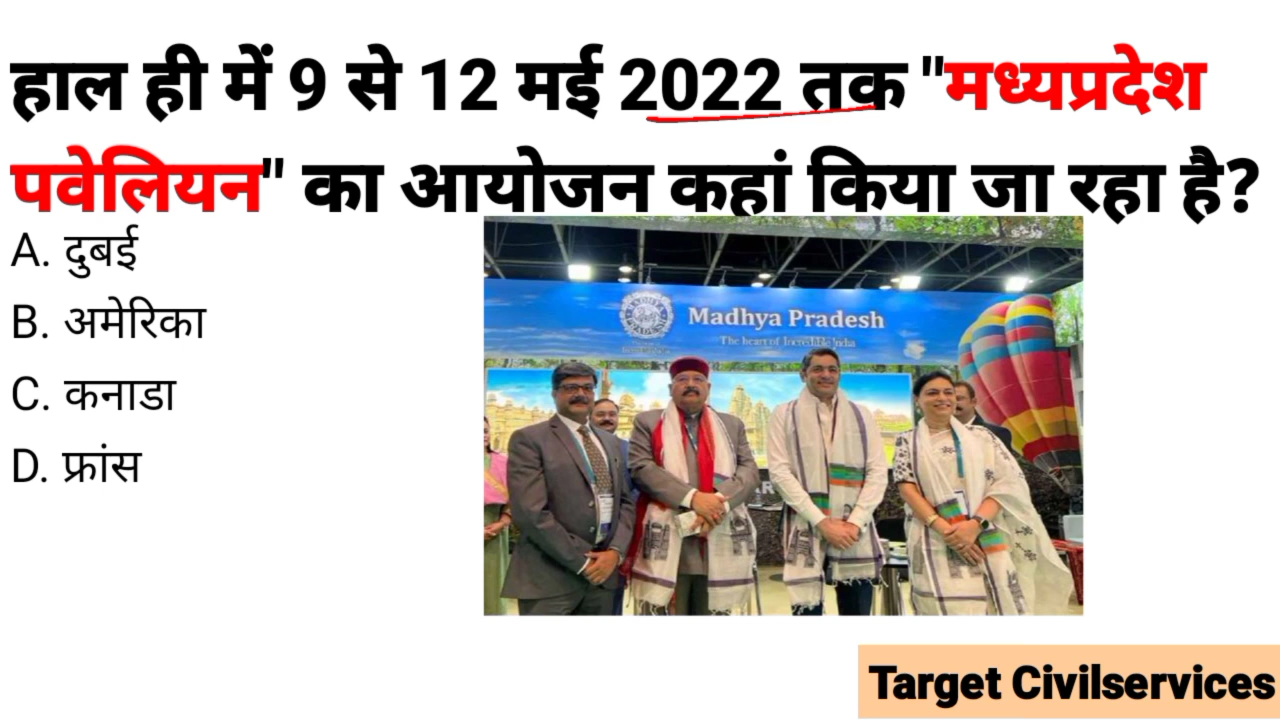 हाल ही में 9 से 12 मई 2022 तक "मध्यप्रदेश
पवेलियन" का आयोजन कहां किया जा रहा है?
A. दुबई
B. अमेरिका
C. कनाडा
D. फ्रांस
Madhya Pradesh
The heart of Incredible India
Target Civilservices